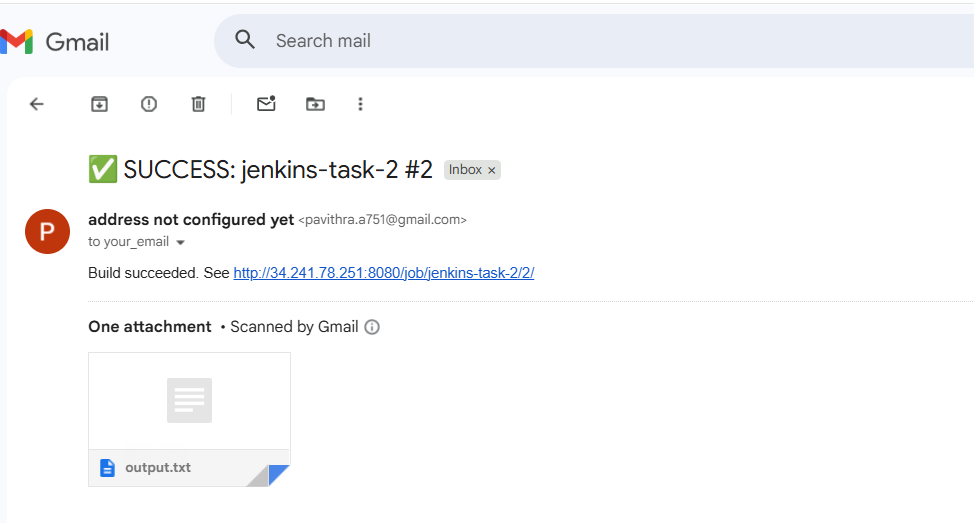 Gmail
Search mail
✅ SUCCESS: jenkins-task-2 #2 Inbox ×
P
address not configured yet <pavithra.a751@gmail.com>
to your_email
Build succeeded. See http://34.241.78.251:8080/job/jenkins-task-2/2/
One attachment • Scanned by Gmail
output.txt